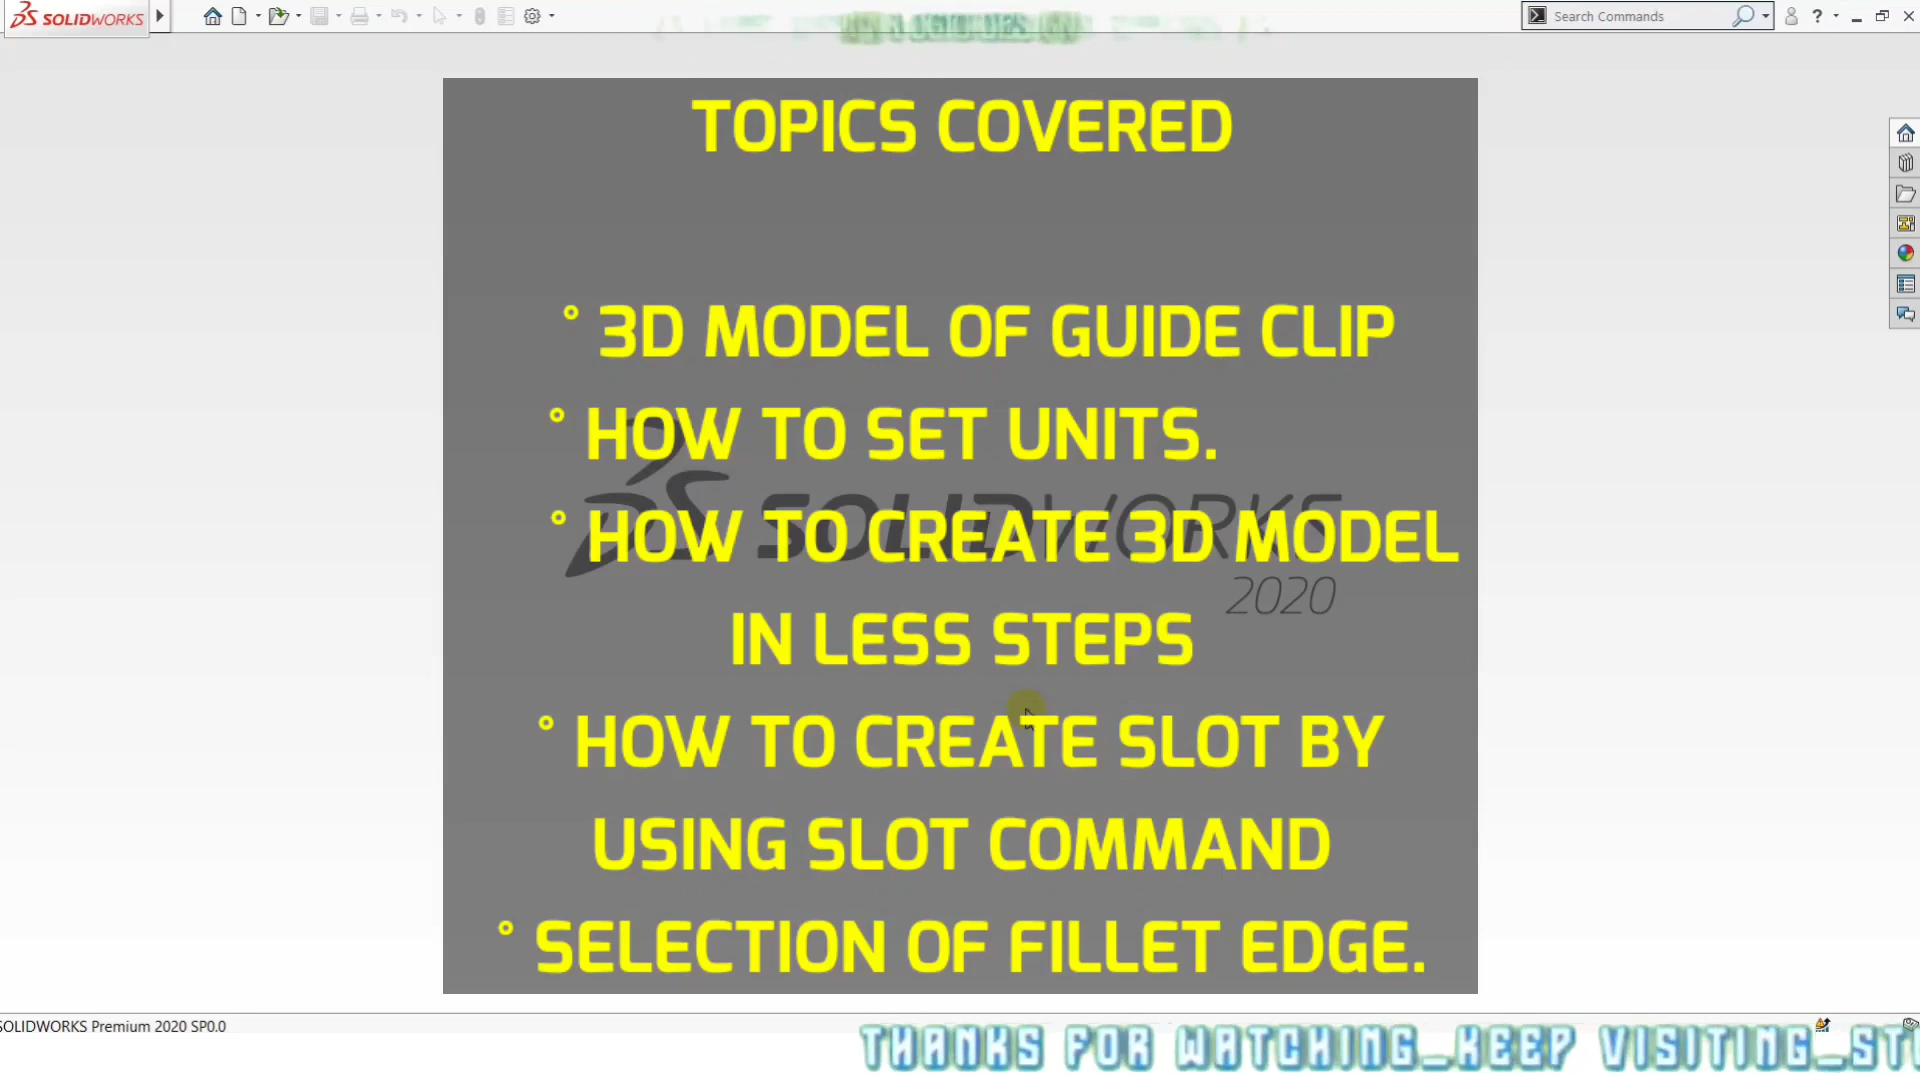 SOLIDWORKS
Search Commands
?
TOPICS COVERED
° 3D MODEL OF GUIDE CLIP
° HOW TO SET UNITS.
° HOW TO CREATE 3D MODEL
IN LESS STEPS
° HOW TO CREATE SLOT BY
USING SLOT COMMAND
° SELECTION OF FILLET EDGE.
SOLIDWORKS
2020
SOLIDWORKS Premium 2020 SP0.0
THANKS FOR WATCHING_KEEP VISITING_ST